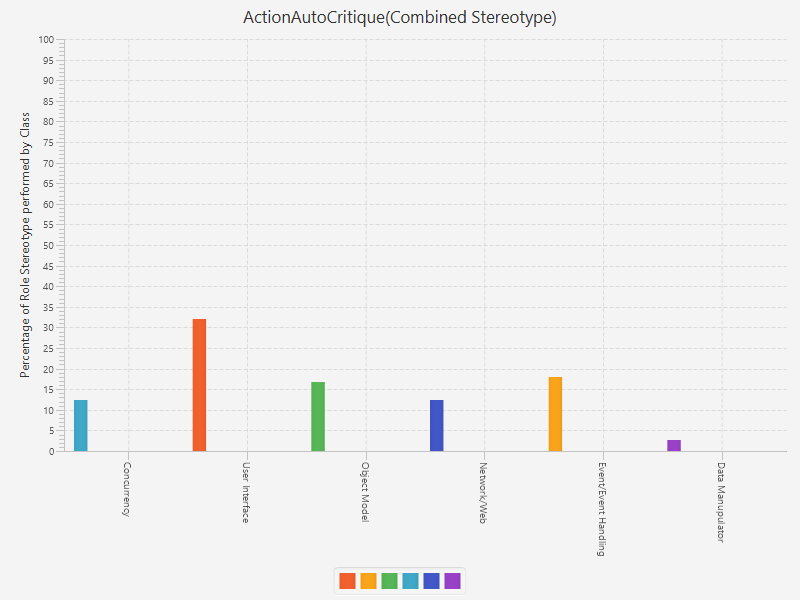 ActionAutoCritique(Combined Stereotype)
Percentage of Role Stereotype performed by Class
100
95
90
85
80
75
70
65
60
55
50
45
40
35
30
25
20
15
10
5
0
Concurrency
User Interface
Object Model
Network/Web
Event/Event Handling
Data Manupulator